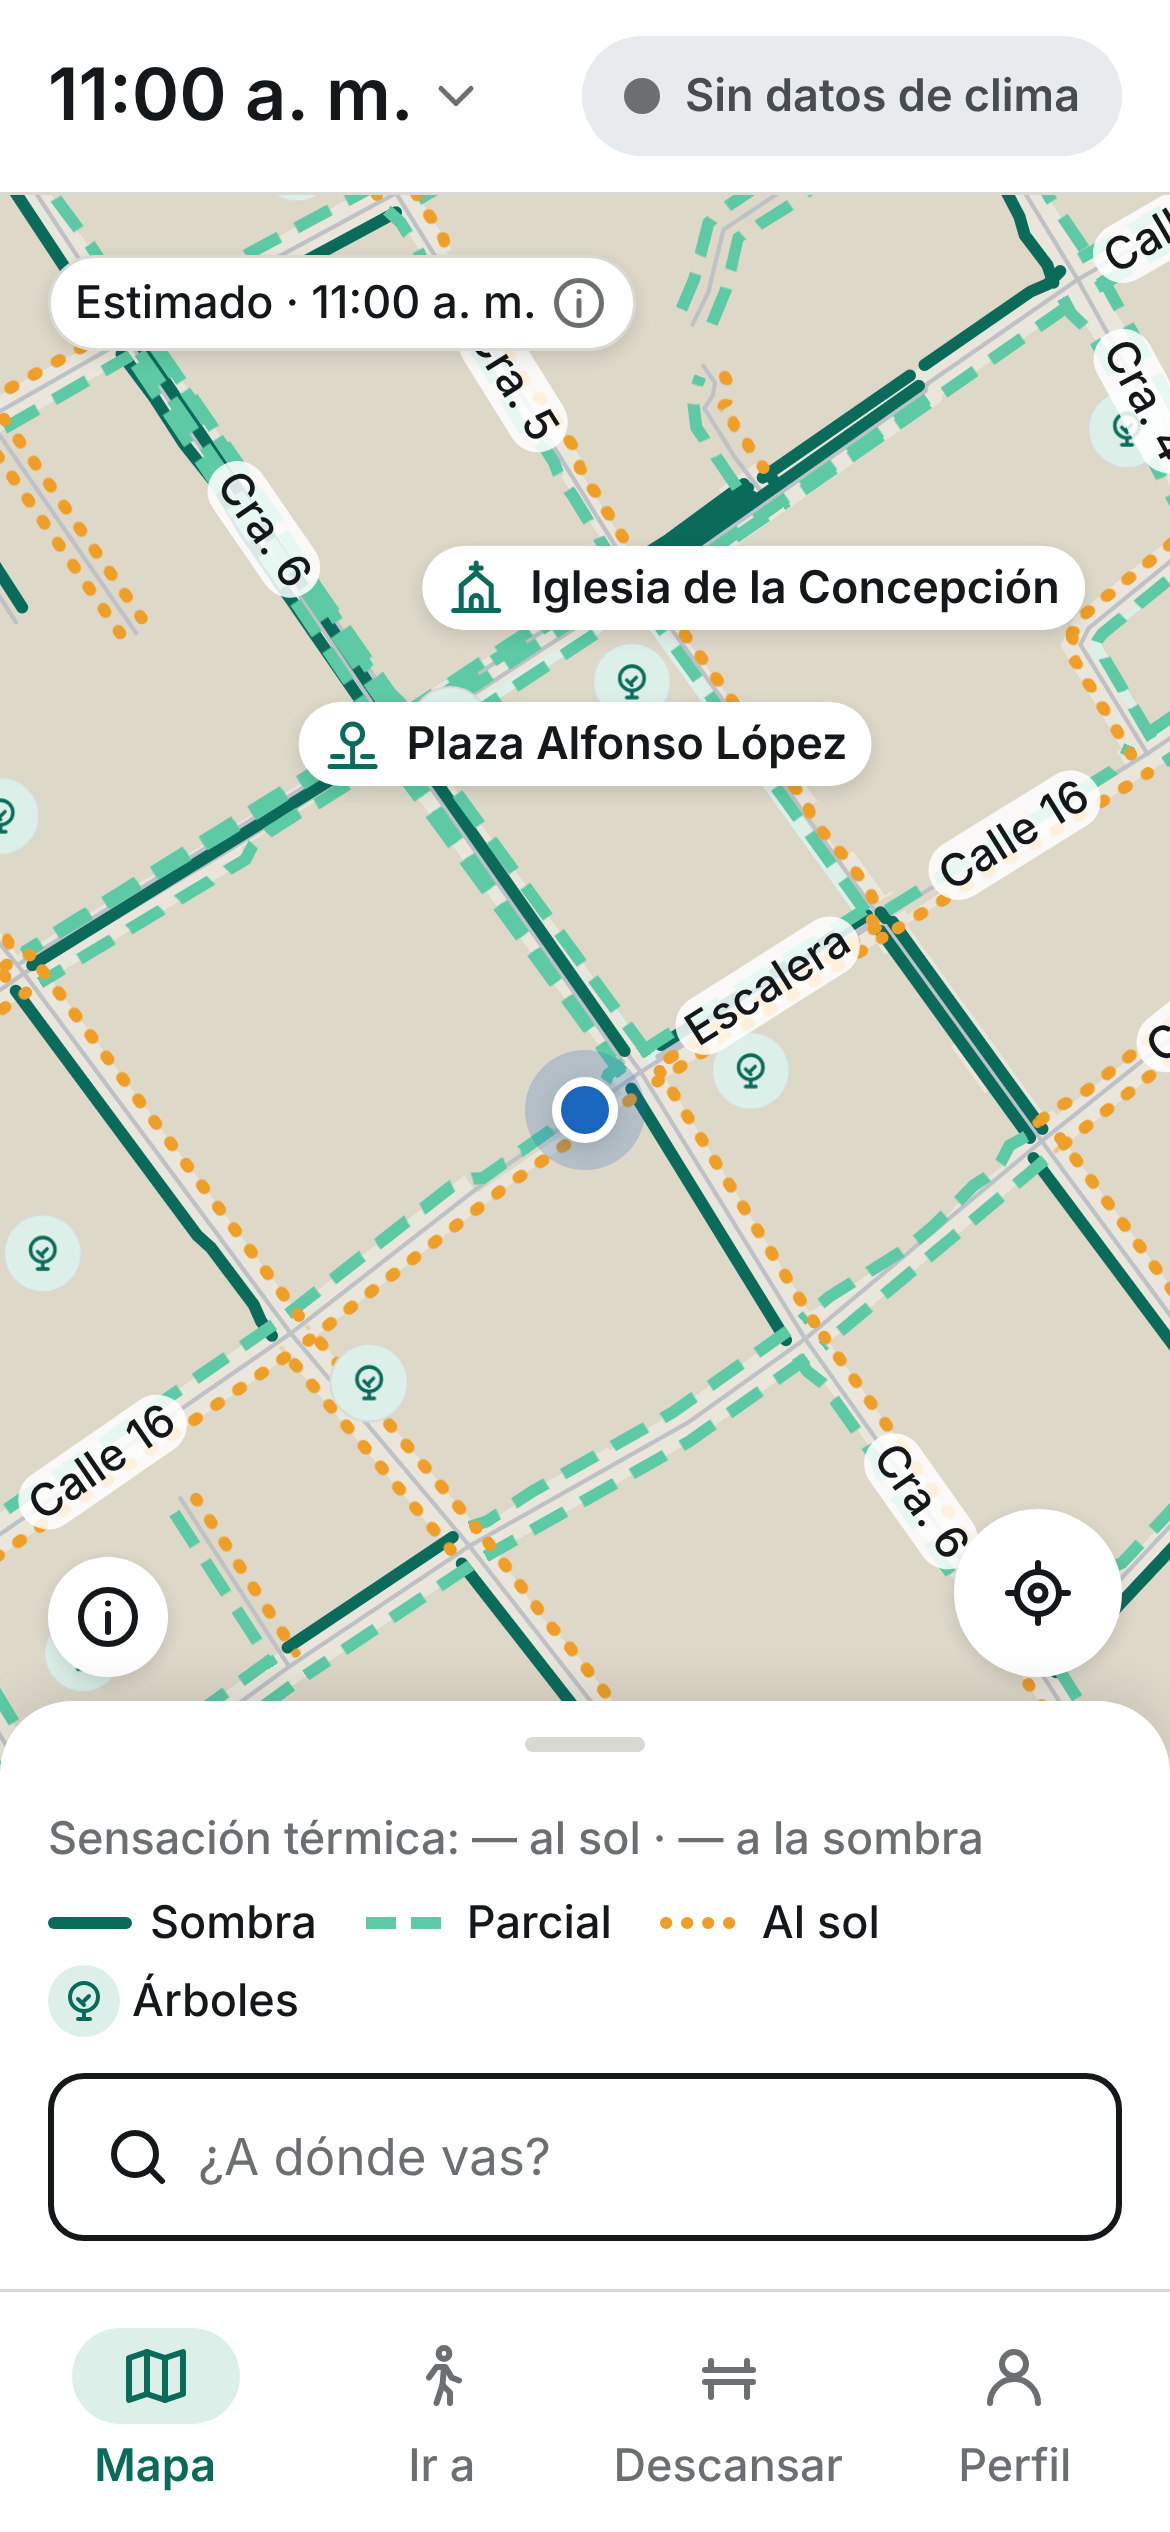 11:00 a. m.
Sin datos de clima
Estimado · 11:00 a. m.
Cra. 5
Cra. 4
Cra. 6
Iglesia de la Concepción
Plaza Alfonso López
Calle 16
Escalera
Calle 16
Cra. 6
Sensación térmica: — al sol · — a la sombra
Sombra
Parcial
Al sol
Árboles
¿A dónde vas?
Mapa
Ir a
Descansar
Perfil